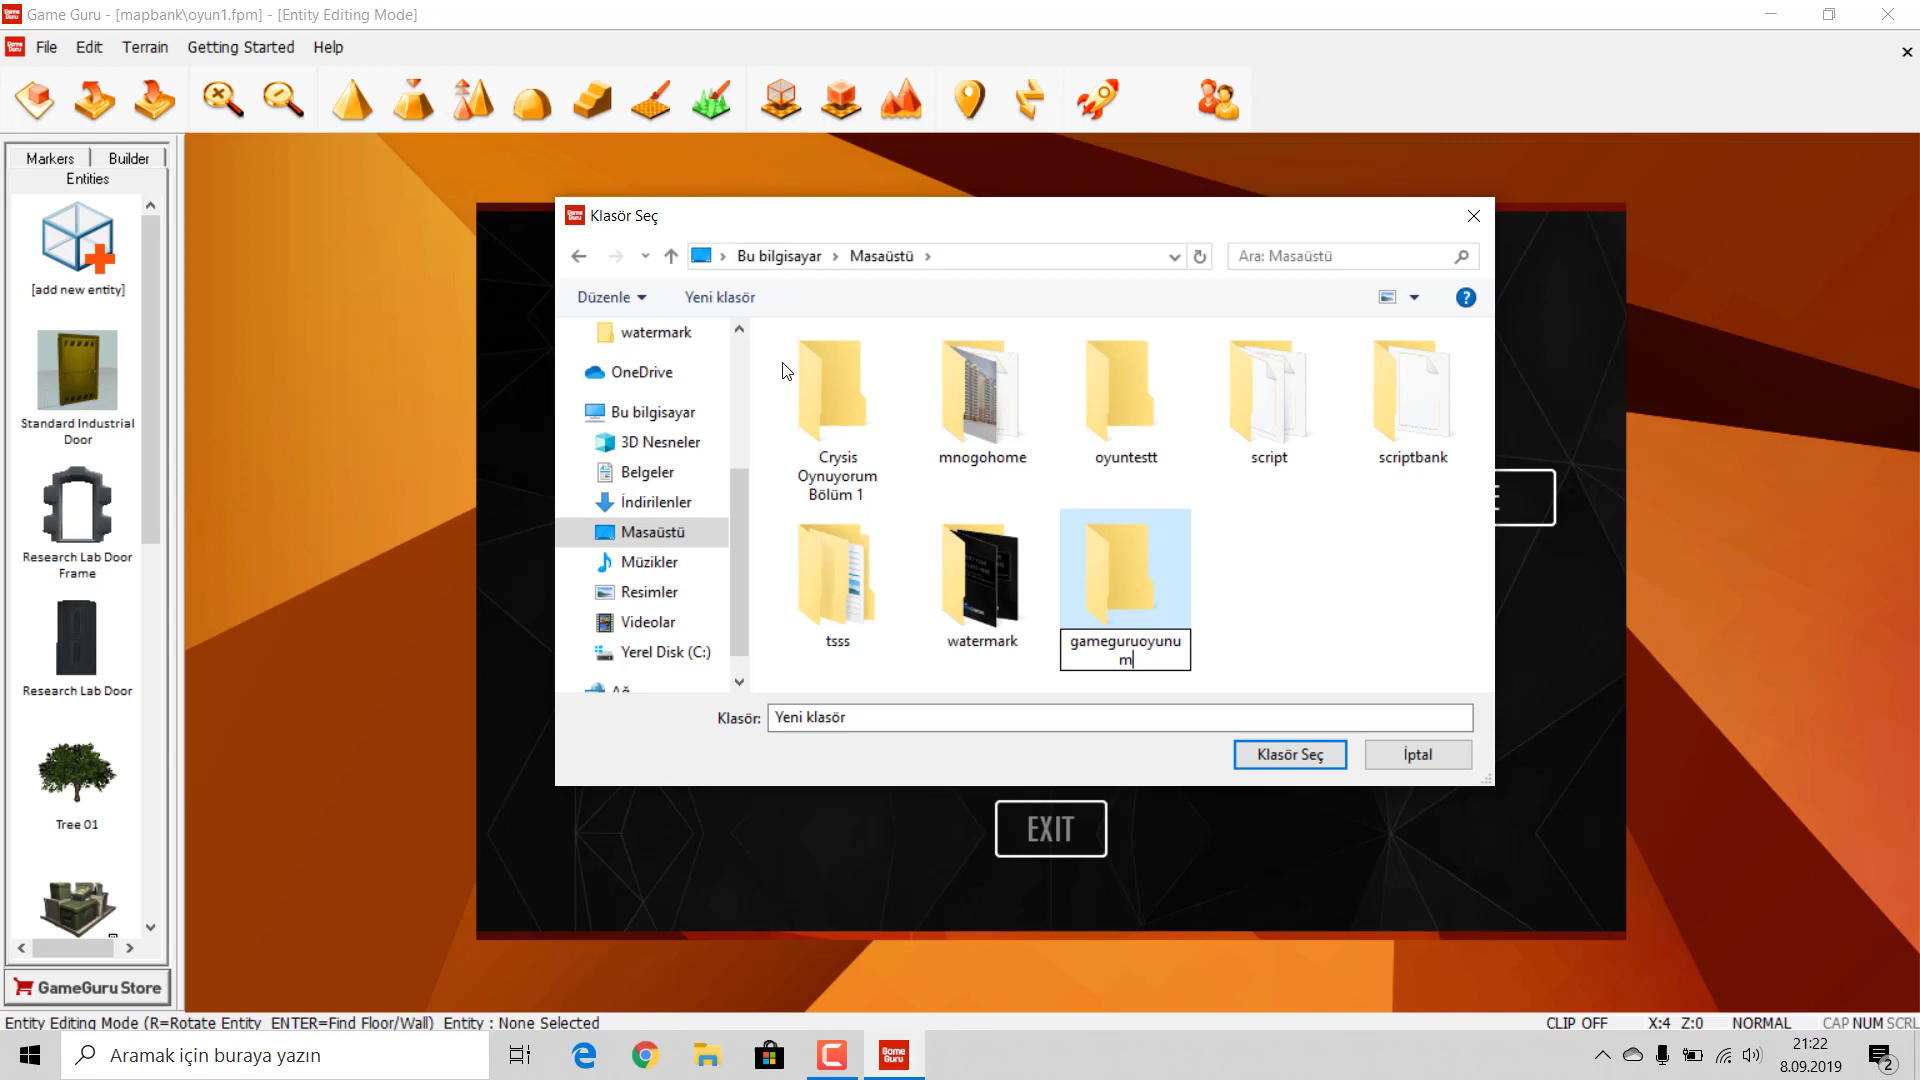 Game Guru - [mapbank\oyun1.fpm] - [Entity Editing Mode]
File Edit Terrain Getting Started Help
Markers Builder
Entities
[add new entity]
Standard Industrial
Door
Research Lab Door
Frame
Research Lab Door
Tree 01
GameGuru Store
Klasör Seç
Bu bilgisayar Masaüstü
Ara: Masaüstü
Düzenle Yeni klasör
watermark
OneDrive
Bu bilgisayar
3D Nesneler
Belgeler
İndirilenler
Masaüstü
Müzikler
Resimler
Videolar
Yerel Disk (C:)
Ağ
Crysis
Oynuyorum
Bölüm 1
mnogohome
oyuntestt
script
scriptbank
tsss
watermark
gameguruoyunu
m
Klasör: Yeni klasör
Klasör Seç İptal
E
EXIT
Entity Editing Mode (R=Rotate Entity ENTER=Find Floor/Wall) Entity : None Selected
CLIP OFF X:4 Z:0 NORMAL CAP NUM SCRL
Aramak için buraya yazın
Game
Guru
21:22
8.09.2019
2